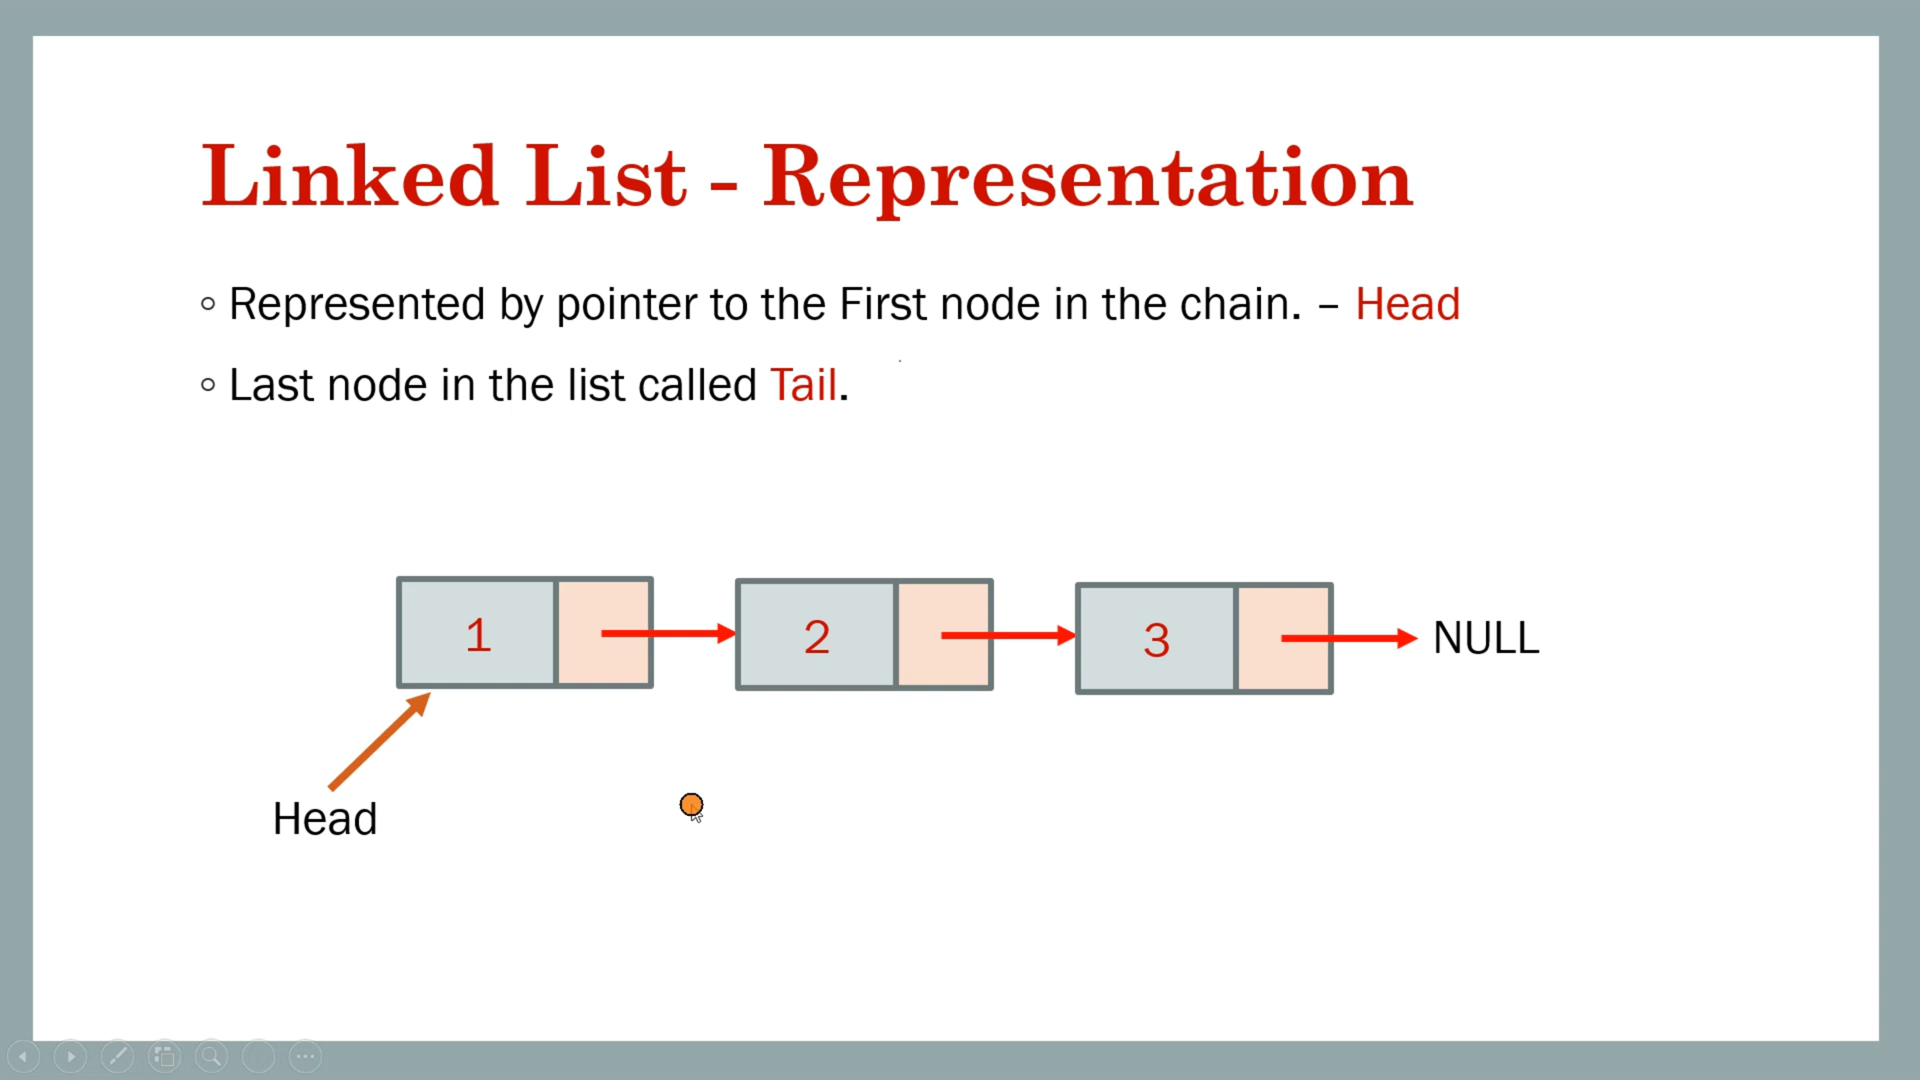 Linked List - Representation
Represented by pointer to the First node in the chain. – Head
Last node in the list called Tail.
1 2 3 NULL
Head